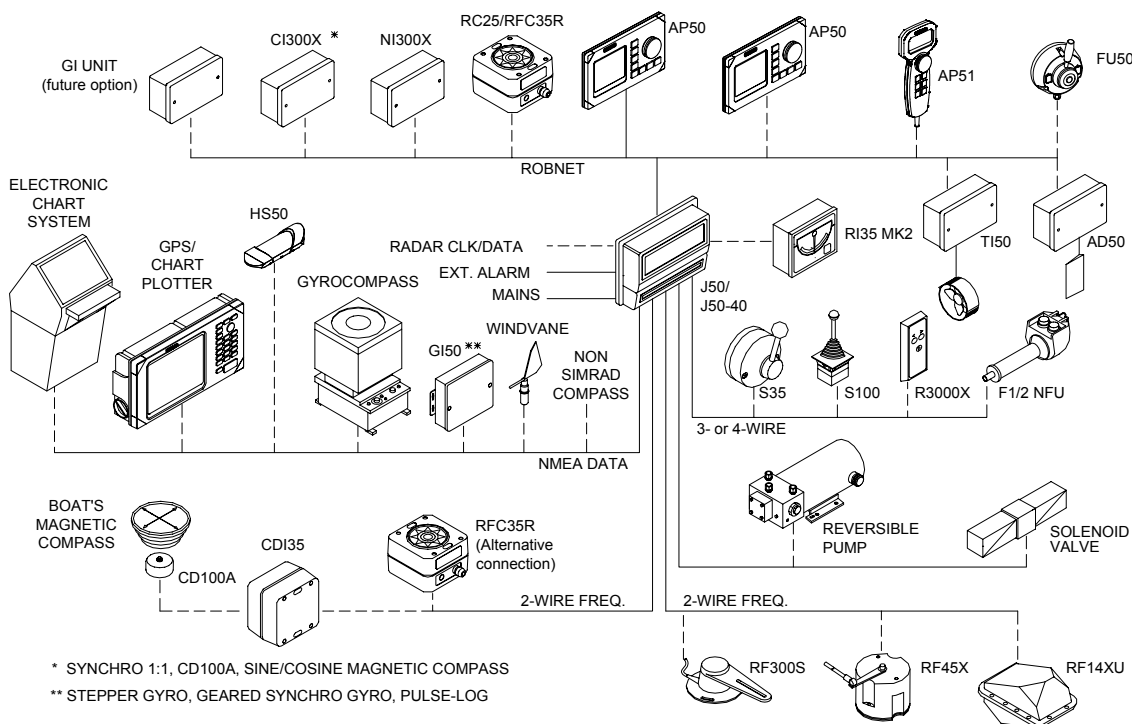 RC25/RFC35R
AP50
AP50
CI300X *
NI300X
GI UNIT
(future option)
AP51
FU50
ROBNET
ELECTRONIC
CHART
SYSTEM
GPS/
CHART
PLOTTER
HS50
RADAR CLK/DATA
EXT. ALARM
MAINS
RI35 MK2
TI50
AD50
J50/
J50-40
GYROCOMPASS
GI50 **
WINDVANE
NON
SIMRAD
COMPASS
S35
S100
R3000X
F1/2 NFU
3- or 4-WIRE
NMEA DATA
BOAT'S
MAGNETIC
COMPASS
CD100A
CDI35
RFC35R
(Alternative
connection)
REVERSIBLE
PUMP
SOLENOID
VALVE
2-WIRE FREQ.
2-WIRE FREQ.
RF300S
RF45X
RF14XU
* SYNCHRO 1:1, CD100A, SINE/COSINE MAGNETIC COMPASS
** STEPPER GYRO, GEARED SYNCHRO GYRO, PULSE-LOG